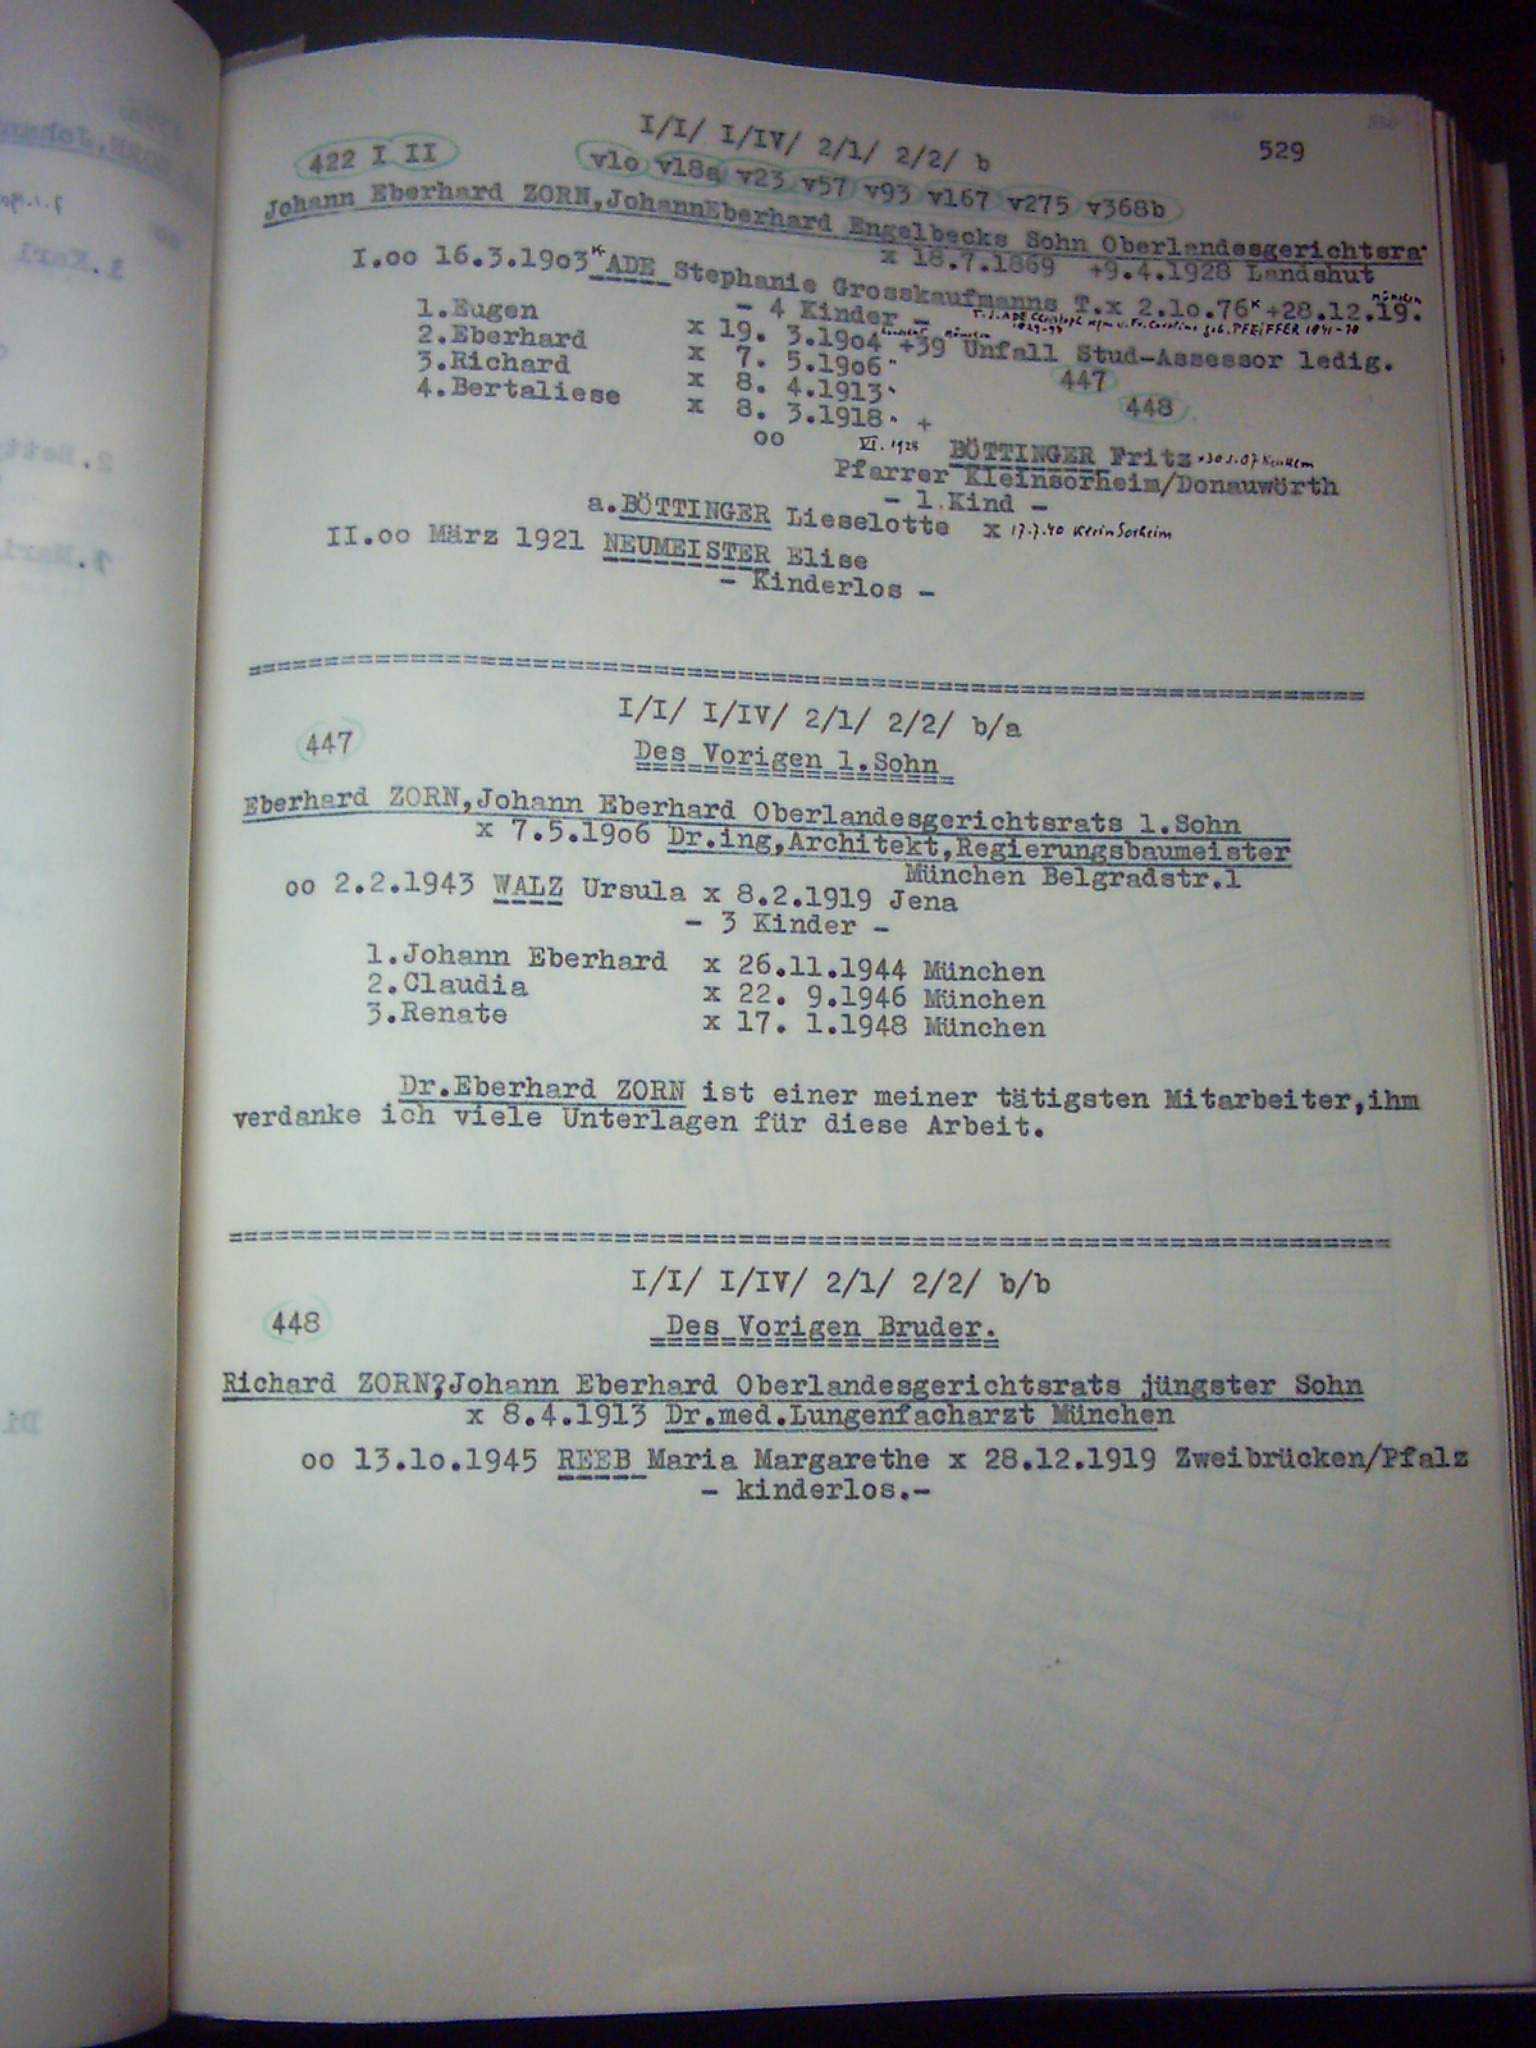 I/I/ I/IV/ 2/1/ 2/2/ b
529
422 I II
v1o v18a v23 v57 v93 v167 v275 v368b
Johann Eberhard ZORN,JohannEberhard Engelbecks Sohn Oberlandesgerichtsra
x 18.7.1869 +9.4.1928 Landshut
I.oo 16.3.19o3 ADE Stephanie Grosskaufmanns T.x 2.1o.76 +28.12.19.
München
- 4 Kinder -
1.Eugen x 19. 3.19o4 +39 Unfall Stud-Assessor ledig.
2.Eberhard x 7. 5.19o6 " 447
3.Richard x 8. 4.1913 " 448
4.Bertaliese x 8. 3.1918 " +
oo VI. 1928 BÖTTINGER Fritz
Pfarrer Kleinsorheim/Donauwörth
- 1.Kind -
a.BÖTTINGER Lieselotte x 17.7.40
II.oo März 1921 NEUMEISTER Elise
- Kinderlos -
I/I/ I/IV/ 2/1/ 2/2/ b/a
447
Des Vorigen 1.Sohn
Eberhard ZORN,Johann Eberhard Oberlandesgerichtsrats 1.Sohn
x 7.5.19o6 Dr.ing,Architekt,Regierungsbaumeister
München Belgradstr.1
oo 2.2.1943 WALZ Ursula x 8.2.1919 Jena
- 3 Kinder -
1.Johann Eberhard x 26.11.1944 München
2.Claudia x 22. 9.1946 München
3.Renate x 17. 1.1948 München
Dr.Eberhard ZORN ist einer meiner tätigsten Mitarbeiter,ihm
verdanke ich viele Unterlagen für diese Arbeit.
I/I/ I/IV/ 2/1/ 2/2/ b/b
448
Des Vorigen Bruder.
Richard ZORN?Johann Eberhard Oberlandesgerichtsrats jüngster Sohn
x 8.4.1913 Dr.med.Lungenfacharzt München
oo 13.1o.1945 REEB Maria Margarethe x 28.12.1919 Zweibrücken/Pfalz
- kinderlos.-